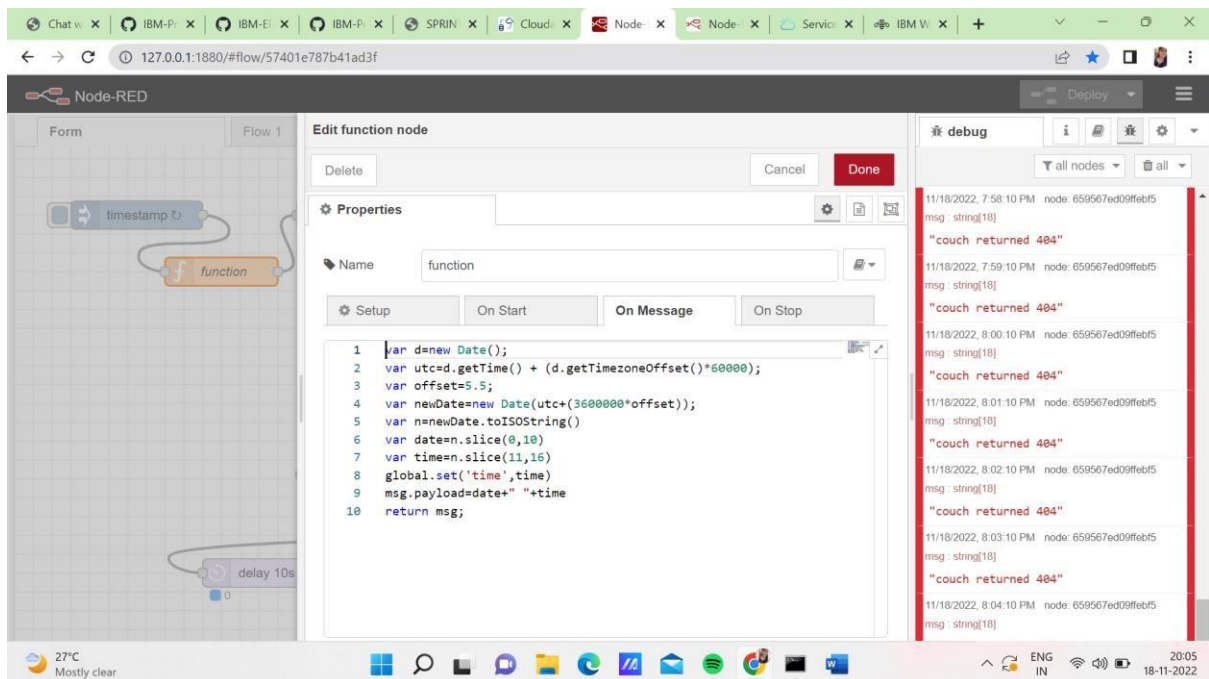 Chat w
IBM-Pr
IBM-EF
IBM-Pr
SPRIN
Clouda
Node-
Node-
Service
IBM W
127.0.0.1:1880/#flow/57401e787b41ad3f
Node-RED
Deploy
Form
Flow 1
timestamp ↻
function
delay 10s
0
Edit function node
Delete
Cancel
Done
Properties
Name
function
Setup
On Start
On Message
On Stop
1 var d=new Date();
2 var utc=d.getTime() + (d.getTimezoneOffset()*60000);
3 var offset=5.5;
4 var newDate=new Date(utc+(3600000*offset));
5 var n=newDate.toISOString()
6 var date=n.slice(0,10)
7 var time=n.slice(11,16)
8 global.set('time',time)
9 msg.payload=date+" "+time
10 return msg;
debug
i
all nodes
all
11/18/2022, 7:58:10 PM node: 659567ed09ffebf5
msg : string[18]
"couch returned 404"
11/18/2022, 7:59:10 PM node: 659567ed09ffebf5
msg : string[18]
"couch returned 404"
11/18/2022, 8:00:10 PM node: 659567ed09ffebf5
msg : string[18]
"couch returned 404"
11/18/2022, 8:01:10 PM node: 659567ed09ffebf5
msg : string[18]
"couch returned 404"
11/18/2022, 8:02:10 PM node: 659567ed09ffebf5
msg : string[18]
"couch returned 404"
11/18/2022, 8:03:10 PM node: 659567ed09ffebf5
msg : string[18]
"couch returned 404"
11/18/2022, 8:04:10 PM node: 659567ed09ffebf5
msg : string[18]
27°C
Mostly clear
ENG
IN
20:05
18-11-2022